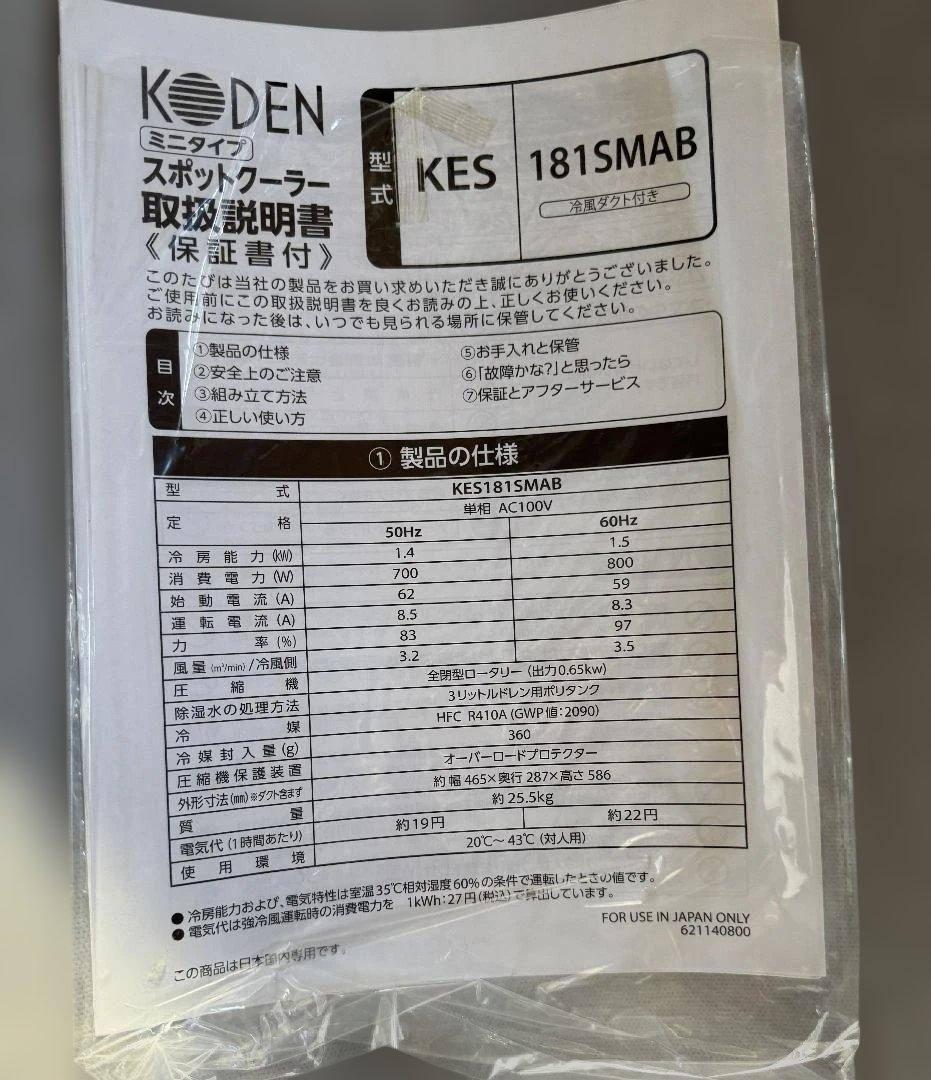 KODEN
ミニタイプ
スポットクーラー
取扱説明書
《保証書付》
型式 KES 181SMAB
冷風ダクト付き
このたびは当社の製品をお買い求めいただき誠にありがとうございました。
ご使用前にこの取扱説明書を良くお読みの上、正しくお使いください。
お読みになった後は、いつでも見られる場所に保管してください。
目次
①製品の仕様
②安全上のご注意
③組み立て方法
④正しい使い方
⑤お手入れと保管
⑥「故障かな?」と思ったら
⑦保証とアフターサービス
① 製品の仕様
型式 KES181SMAB
定格 単相 AC100V
50Hz 60Hz
冷房能力(kW) 1.4 1.5
消費電力(W) 700 800
始動電流(A) 62 59
運転電流(A) 8.5 8.3
力率(%) 83 97
風量(m³/min)/冷風側 3.2 3.5
圧縮機 全閉型ロータリー(出力0.65kw)
除湿水の処理方法 3リットルドレン用ポリタンク
冷媒 HFC R410A(GWP値:2090)
冷媒封入量(g) 360
圧縮機保護装置 オーバーロードプロテクター
外形寸法(mm)※ダクト含まず 約 幅 465×奥行 287×高さ 586
質量 約 25.5kg
電気代(1時間あたり) 約19円 約22円
使用環境 20℃〜43℃(対人用)
● 冷房能力および、電気特性は室温35℃相対湿度60%の条件で運転したときの値です。
● 電気代は強冷風運転時の消費電力を 1kWh:27円(税込)で算出しています。
FOR USE IN JAPAN ONLY
621140800
この商品は日本国内専用です。